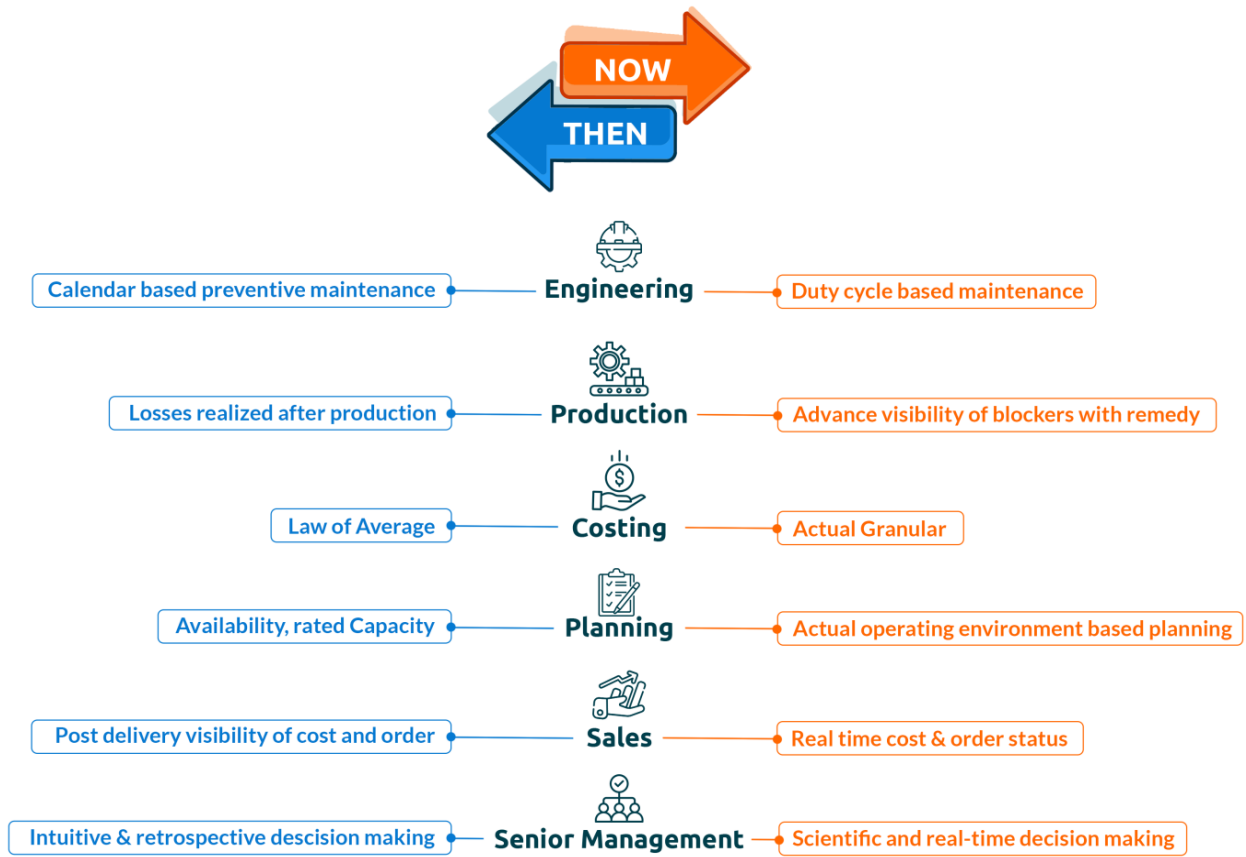 NOW
THEN
Engineering
Calendar based preventive maintenance
Duty cycle based maintenance
Production
Losses realized after production
Advance visibility of blockers with remedy
Costing
Law of Average
Actual Granular
Planning
Availability, rated Capacity
Actual operating environment based planning
Sales
Post delivery visibility of cost and order
Real time cost & order status
Senior Management
Intuitive & retrospective descision making
Scientific and real-time decision making